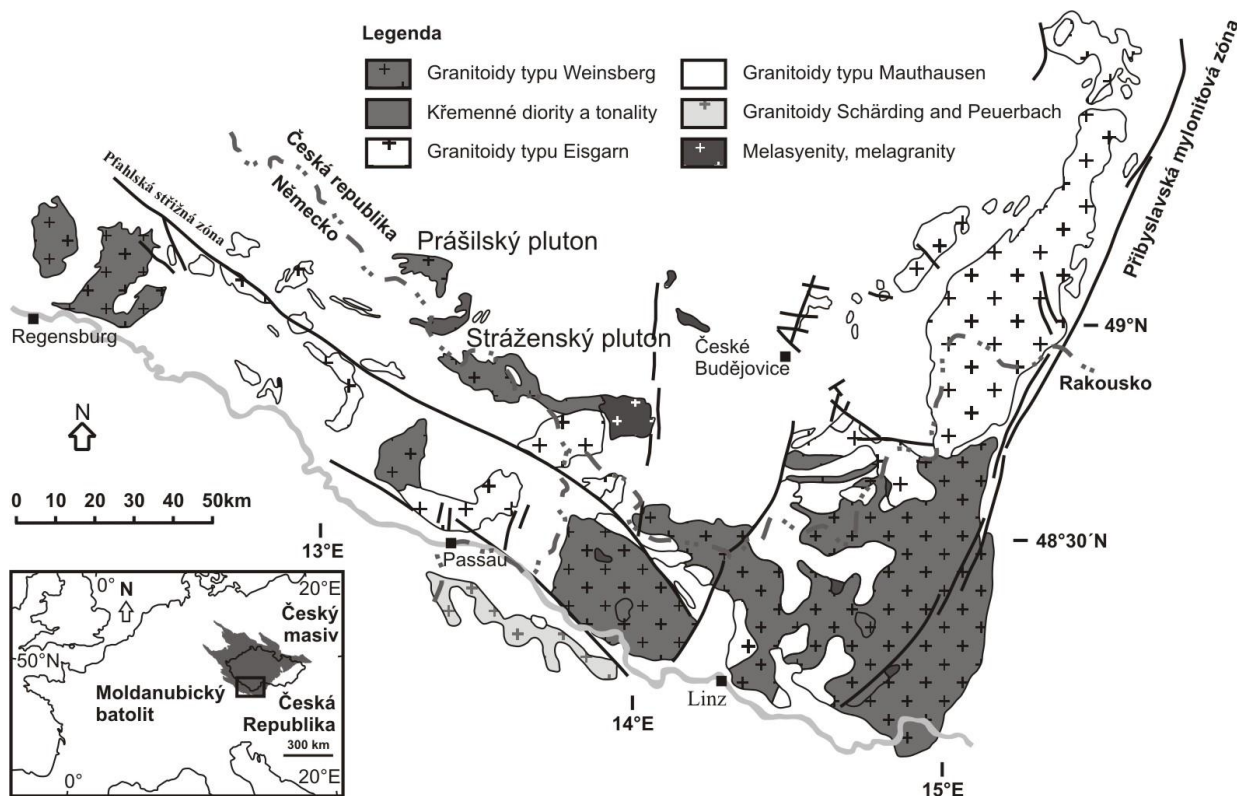 Legenda
Granitoidy typu Weinsberg
Křemenné diority a tonality
Granitoidy typu Eisgarn
Granitoidy typu Mauthausen
Granitoidy Schärding and Peuerbach
Melasyenity, melagranity
Přibyslavská mylonitová zóna
Česká republika
Německo
Pfahlská střižná zóna
Prášilský pluton
Regensburg
Strážensky pluton
České
Budějovice
49°N
Rakousko
N
0 10 20 30 40 50km
13°E
Passau
48°30´N
14°E
Linz
15°E
0°
N
20°E
Český
masiv
50°N
Moldanubický
batolit
Česká
Republika
300 km
0°
20°E